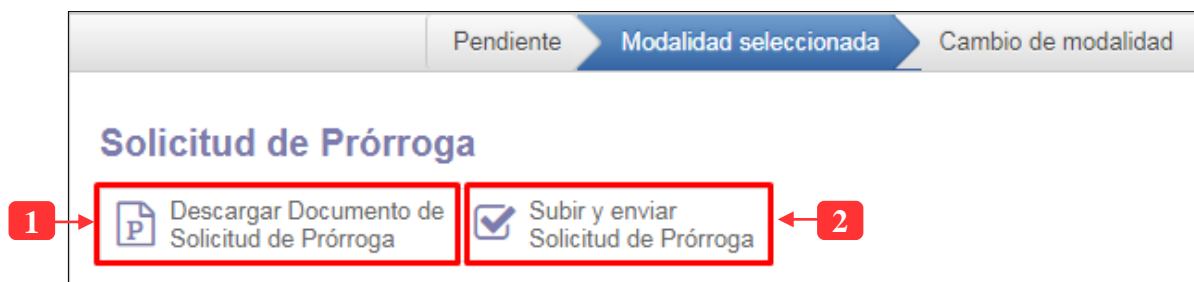 Pendiente Modalidad seleccionada Cambio de modalidad
Solicitud de Prórroga
1 P Descargar Documento de Solicitud de Prórroga
Subir y enviar Solicitud de Prórroga 2